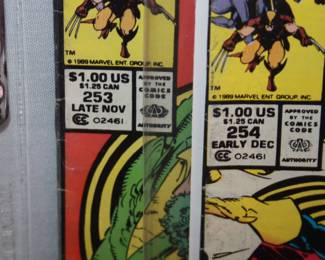 TM
© 1989 MARVEL ENT. GROUP, INC.
$1.00 US
$1.25 CAN
253
LATE NOV
CC 02461
APPROVED
BY THE
COMICS
CODE
AUTHORITY
TM
© 1989 MARVEL ENT. GROUP, INC.
$1.00 US
$1.25 CAN
254
EARLY DEC
CC 02461
APPROVED
BY THE
COMICS
CODE
AUTHORITY